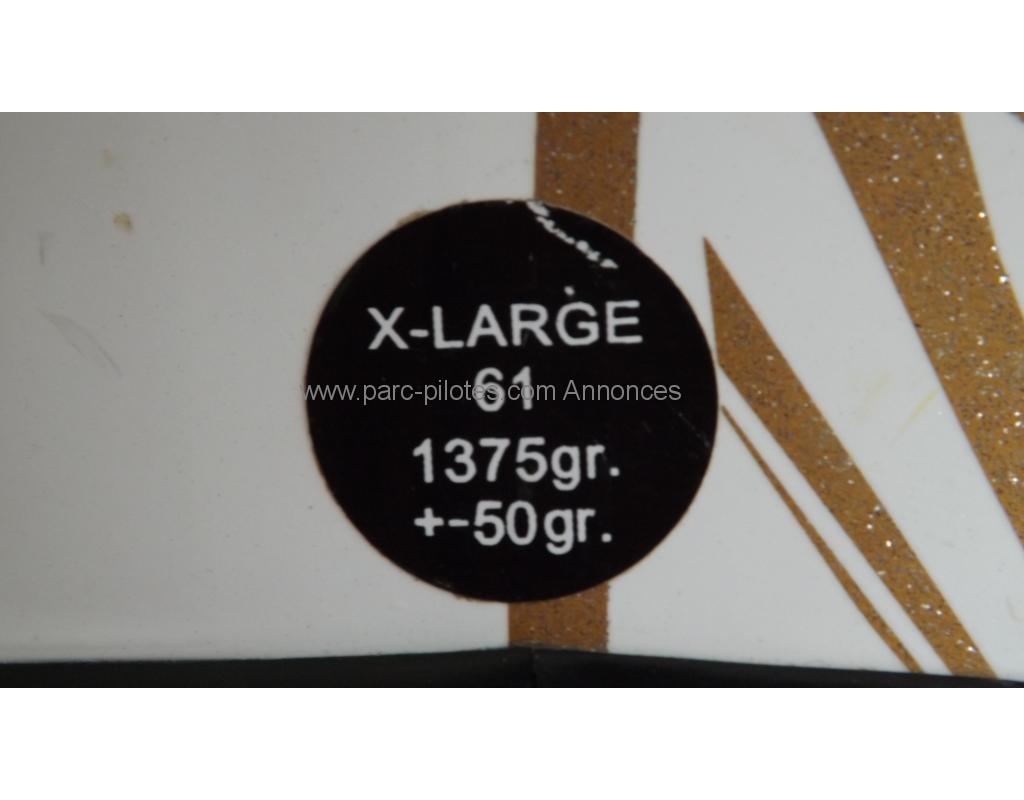 X-LARGE
61
www.parc-pilotes.com Annonces
1375gr.
+-50gr.